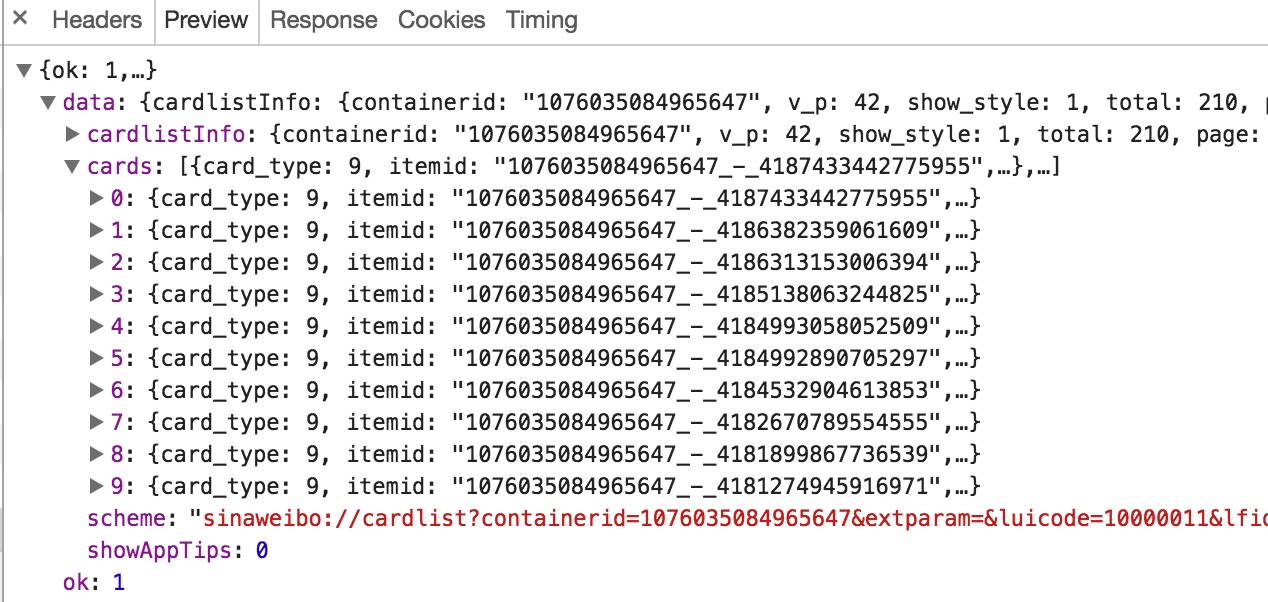 × Headers Preview Response Cookies Timing
▼{ok: 1,…}
▼data: {cardlistInfo: {containerid: "1076035084965647", v_p: 42, show_style: 1, total: 210,
▶cardlistInfo: {containerid: "1076035084965647", v_p: 42, show_style: 1, total: 210, page:
▼cards: [{card_type: 9, itemid: "1076035084965647_-_4187433442775955",…},…]
▶0: {card_type: 9, itemid: "1076035084965647_-_4187433442775955",…}
▶1: {card_type: 9, itemid: "1076035084965647_-_4186382359061609",…}
▶2: {card_type: 9, itemid: "1076035084965647_-_4186313153006394",…}
▶3: {card_type: 9, itemid: "1076035084965647_-_4185138063244825",…}
▶4: {card_type: 9, itemid: "1076035084965647_-_4184993058052509",…}
▶5: {card_type: 9, itemid: "1076035084965647_-_4184992890705297",…}
▶6: {card_type: 9, itemid: "1076035084965647_-_4184532904613853",…}
▶7: {card_type: 9, itemid: "1076035084965647_-_4182670789554555",…}
▶8: {card_type: 9, itemid: "1076035084965647_-_4181899867736539",…}
▶9: {card_type: 9, itemid: "1076035084965647_-_4181274945916971",…}
scheme: "sinaweibo://cardlist?containerid=1076035084965647&extparam=&luicode=10000011&lfi
showAppTips: 0
ok: 1